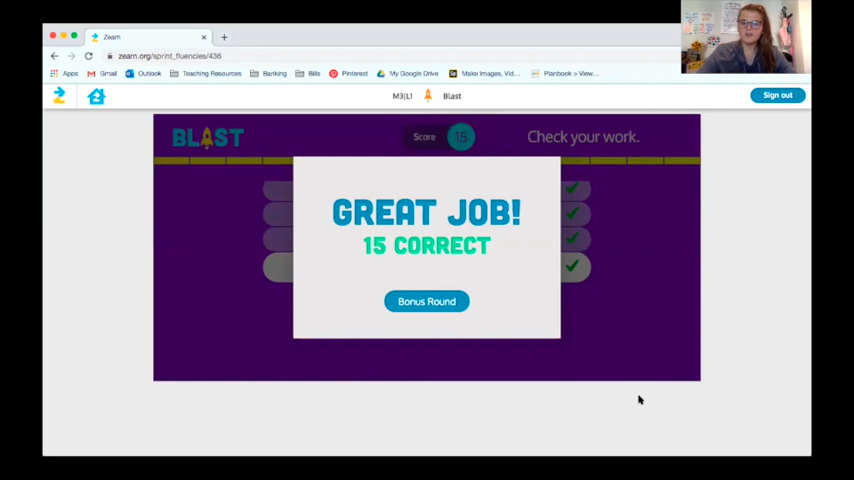 Zearn
zearn.org/sprint_fluencies/436
Apps Gmail Outlook Teaching Resources Banking Bills Pinterest My Google Drive Make Images, Vid... Planbook > View...
M3|L1 Blast Sign out
BLAST Score 15 Check your work.
GREAT JOB!
15 CORRECT
Bonus Round